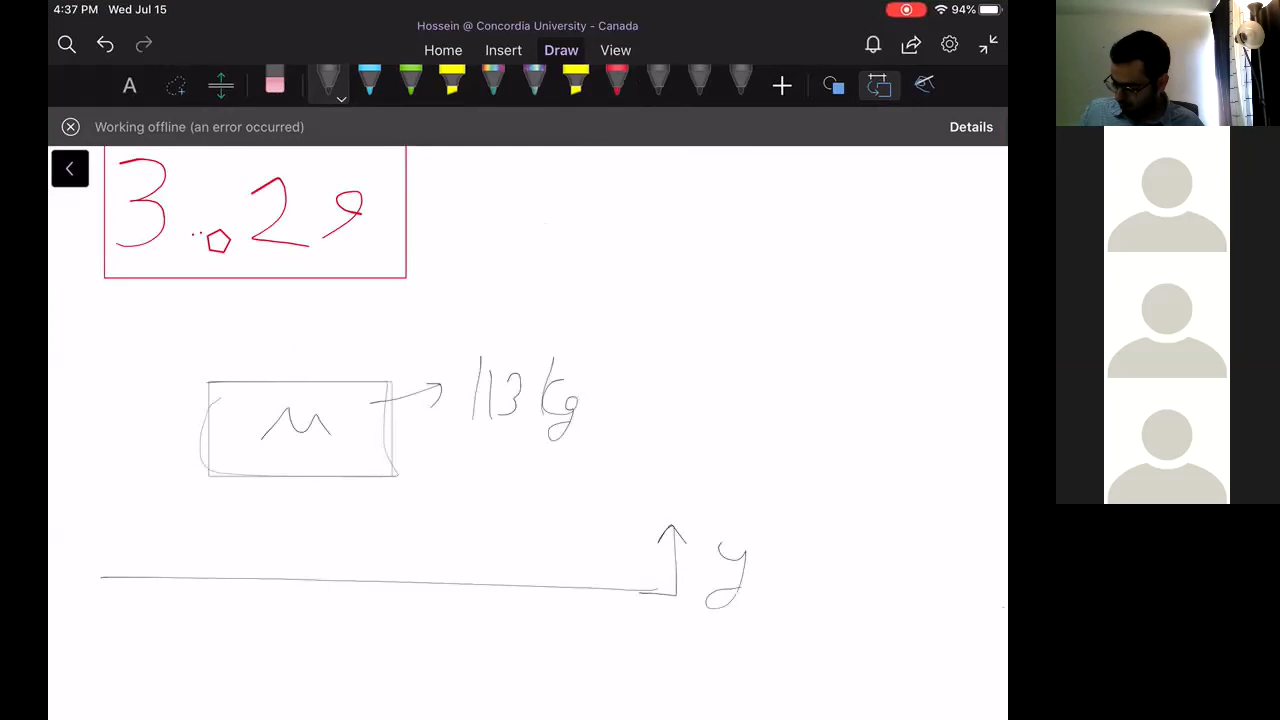 4:37 PM Wed Jul 15
94%
Hossein @ Concordia University - Canada
Home Insert Draw View
A
Working offline (an error occurred)
Details
3.29
M
113 kg
y